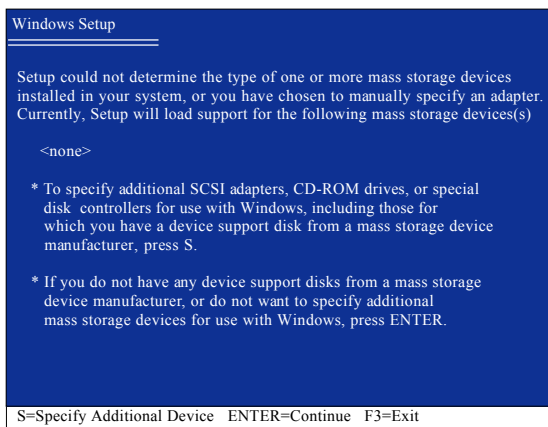 Windows Setup
Setup could not determine the type of one or more mass storage devices
installed in your system, or you have chosen to manually specify an adapter.
Currently, Setup will load support for the following mass storage devices(s)
<none>
* To specify additional SCSI adapters, CD-ROM drives, or special
disk controllers for use with Windows, including those for
which you have a device support disk from a mass storage device
manufacturer, press S.
* If you do not have any device support disks from a mass storage
device manufacturer, or do not want to specify additional
mass storage devices for use with Windows, press ENTER.
S=Specify Additional Device ENTER=Continue F3=Exit